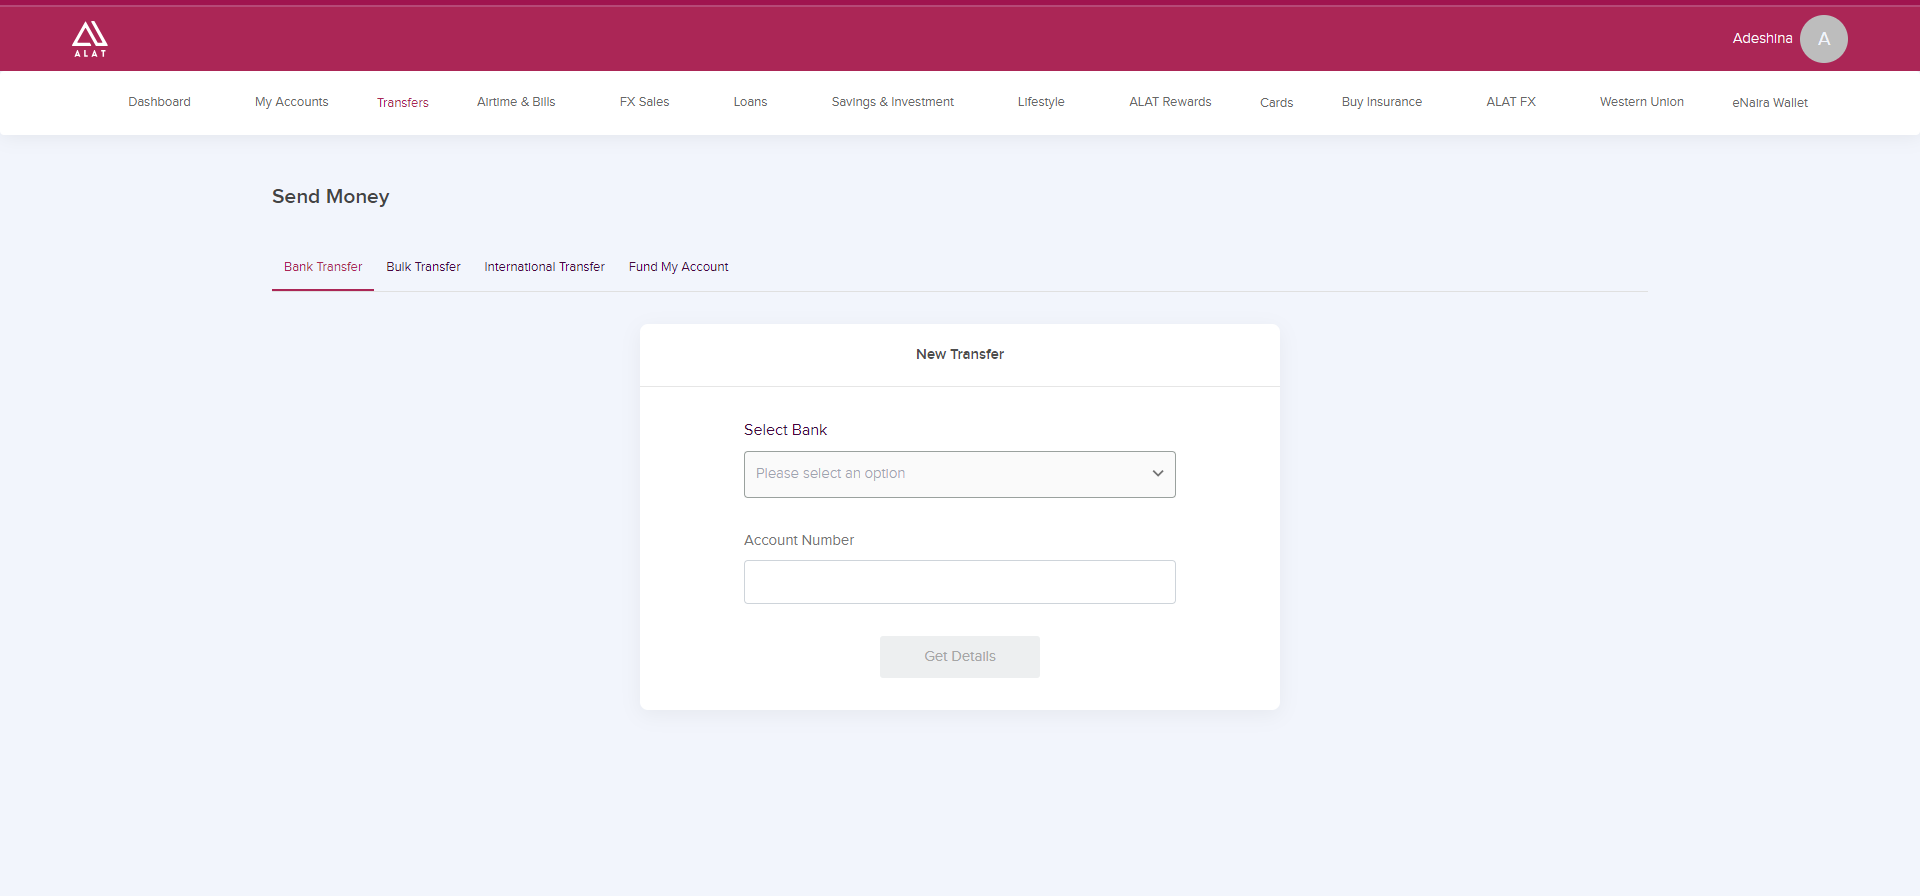 ALAT
Adeshina A
Dashboard My Accounts Transfers Airtime & Bills FX Sales Loans Savings & Investment Lifestyle ALAT Rewards Cards Buy Insurance ALAT FX Western Union eNaira Wallet
Send Money
Bank Transfer Bulk Transfer International Transfer Fund My Account
New Transfer
Select Bank
Please select an option
Account Number
Get Details